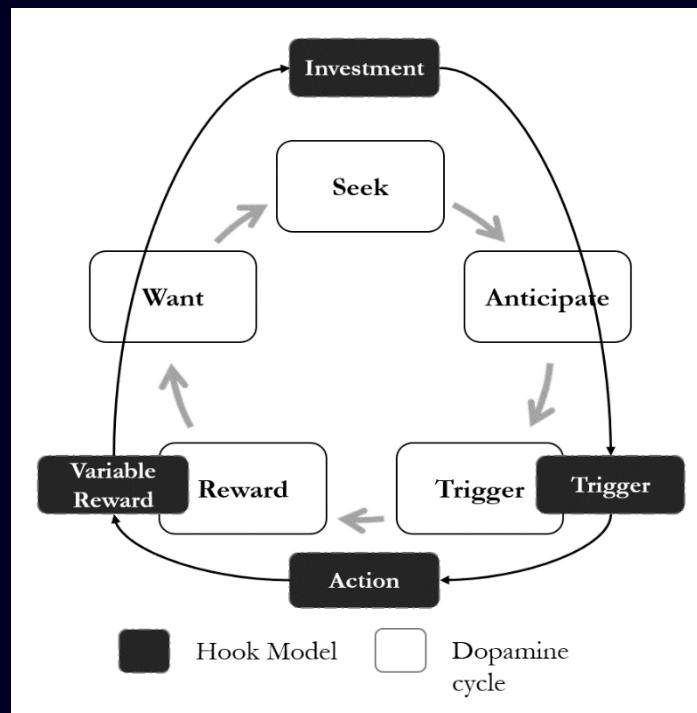 Investment
Seek
Want
Anticipate
Variable
Reward
Reward
Trigger
Trigger
Action
Hook Model
Dopamine
cycle